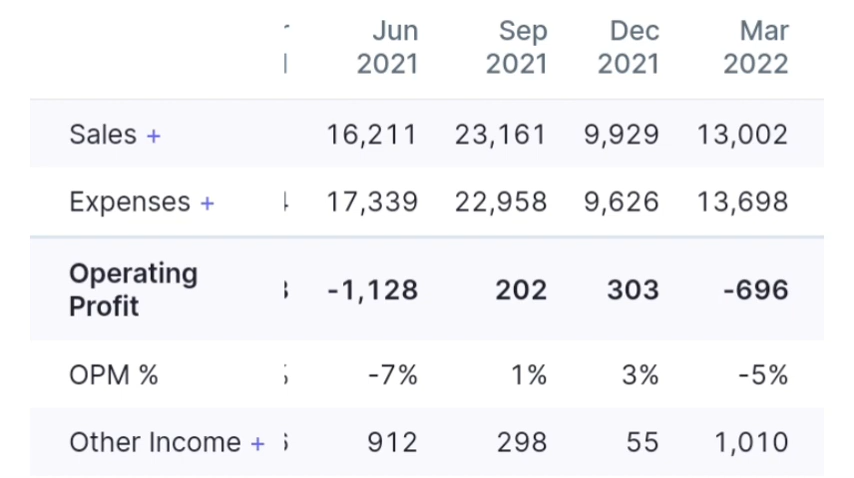 Jun Sep Dec Mar
2021 2021 2021 2022
Sales + 16,211 23,161 9,929 13,002
Expenses + 17,339 22,958 9,626 13,698
Operating
Profit -1,128 202 303 -696
OPM % -7% 1% 3% -5%
Other Income + 912 298 55 1,010